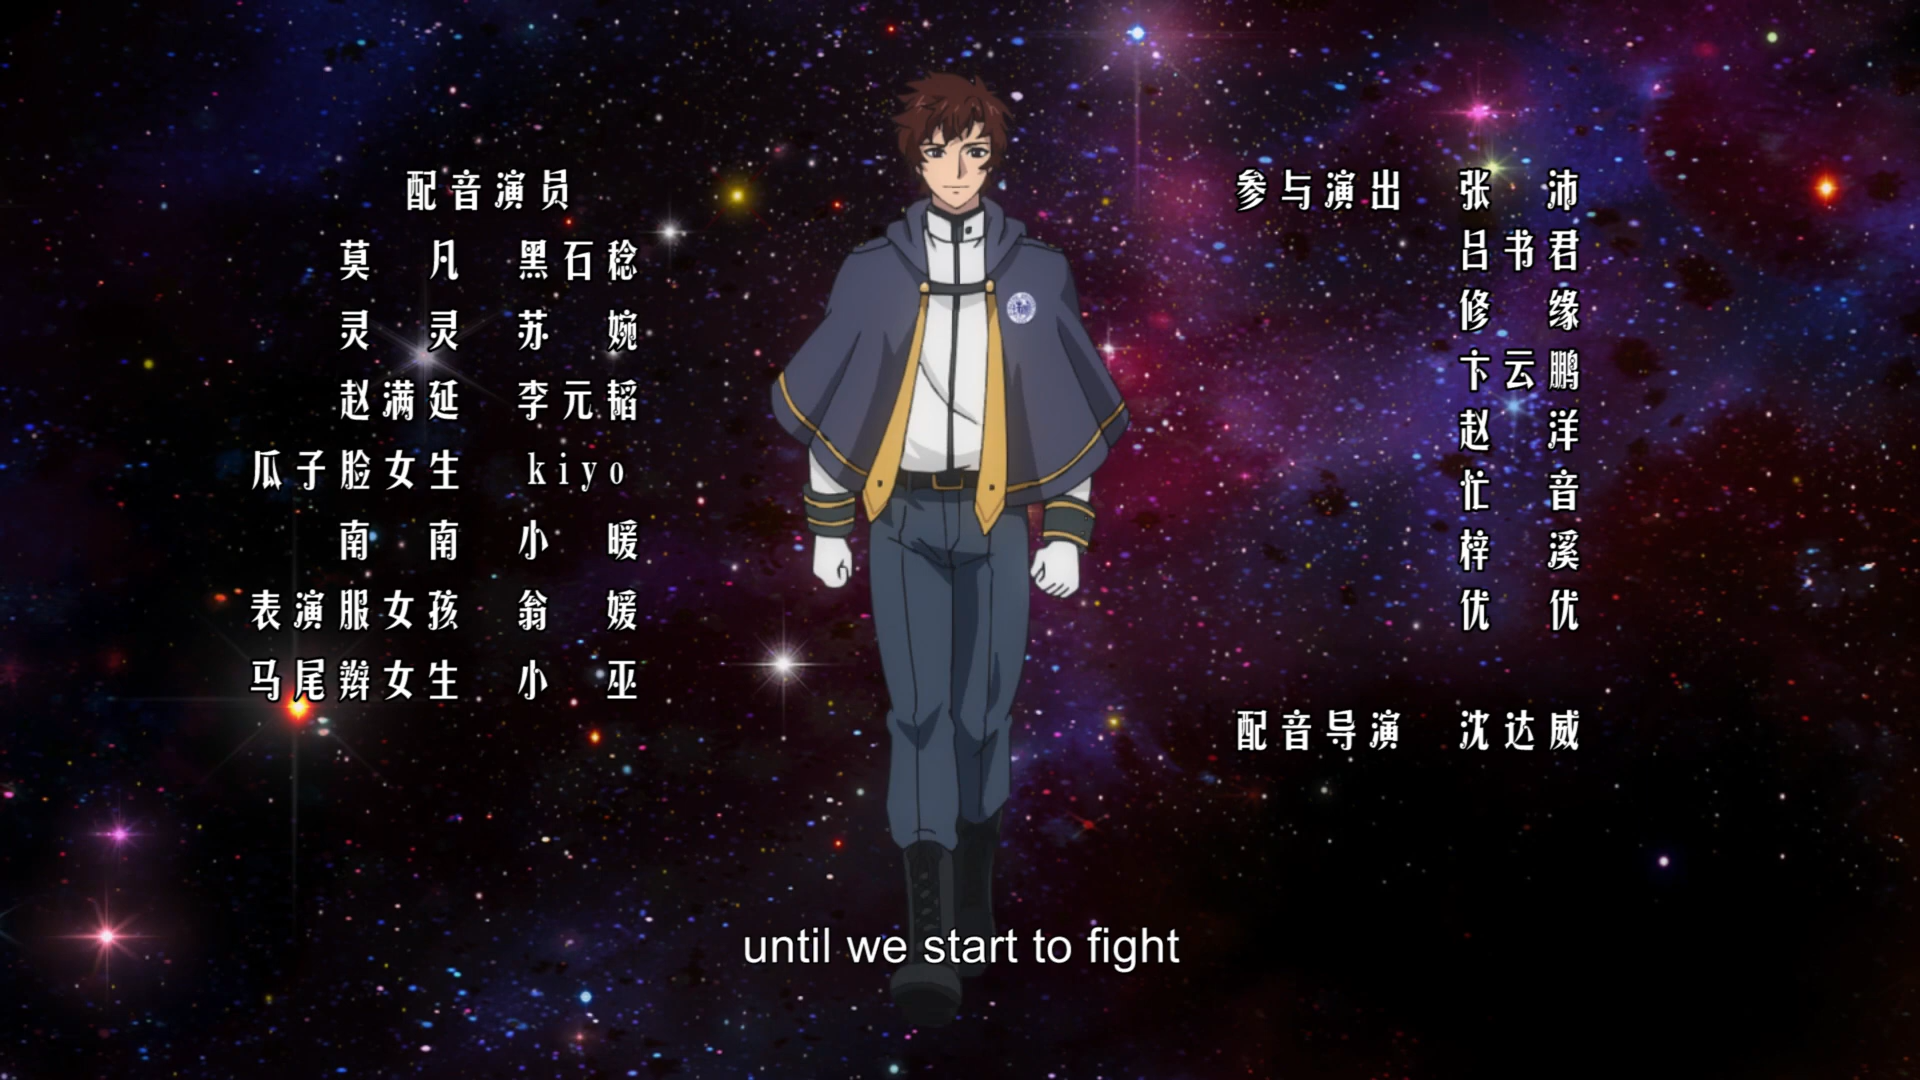 配音演员
莫凡 黑石稔
灵灵 苏婉
赵满延 李元韬
瓜子脸女生 kiyo
南南 小暖
表演服女孩 翁媛
马尾辫女生 小巫
参与演出 张沛
吕书君
修缘
卞云鹏
赵洋
忙音
梓溪
优优
配音导演 沈达威
until we start to fight